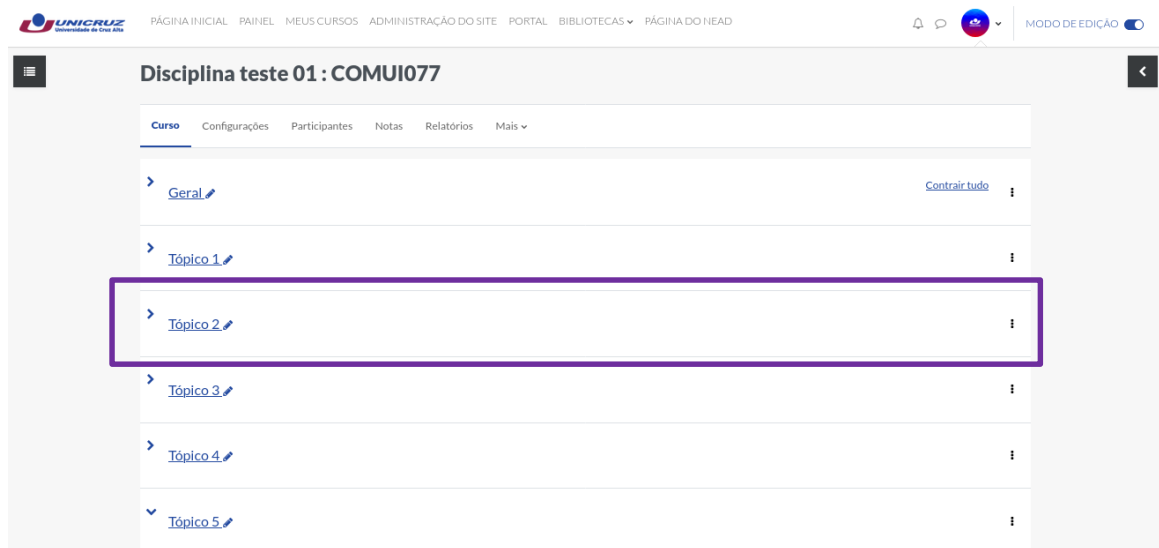 UNICRUZ
Universidade de Cruz Alta
PÁGINA INICIAL PAINEL MEUS CURSOS ADMINISTRAÇÃO DO SITE PORTAL BIBLIOTECAS PÁGINA DO NEAD
MODO DE EDIÇÃO
Disciplina teste 01 : COMUI077
Curso Configurações Participantes Notas Relatórios Mais
Geral
Contrair tudo
Tópico 1
Tópico 2
Tópico 3
Tópico 4
Tópico 5